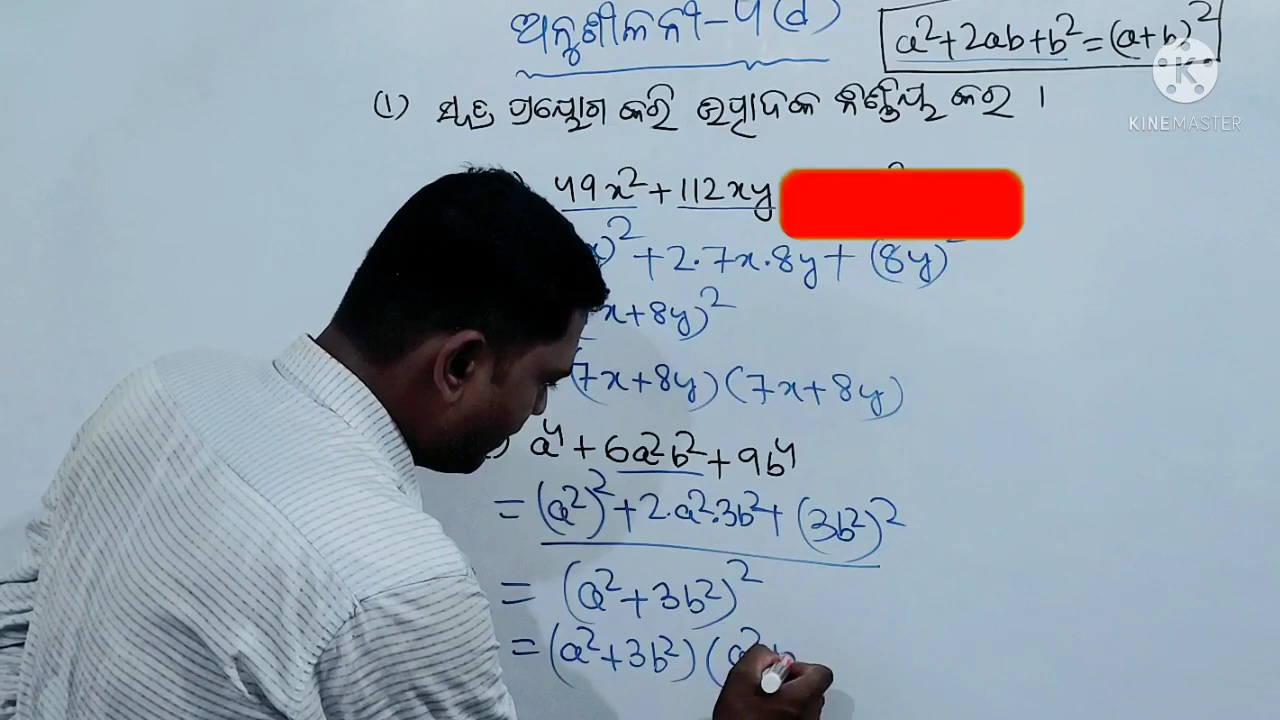 ଅନୁଶୀଳନୀ-୨(d)
a²+2ab+b²=(a+b)²
KINEMASTER
(1) ସୂତ୍ର ପ୍ରୟୋଗ କରି ଉତ୍ପାଦକ ନିର୍ଣ୍ଣୟ କର ।
49x²+112xy
)²+2.7x.8y+(8y)²
x+8y)²
(7x+8y)(7x+8y)
) a⁴+6a²b²+9b⁴
=(a²)²+2.a².3b²+(3b²)²
=(a²+3b²)²
=(a²+3b²)(a²+